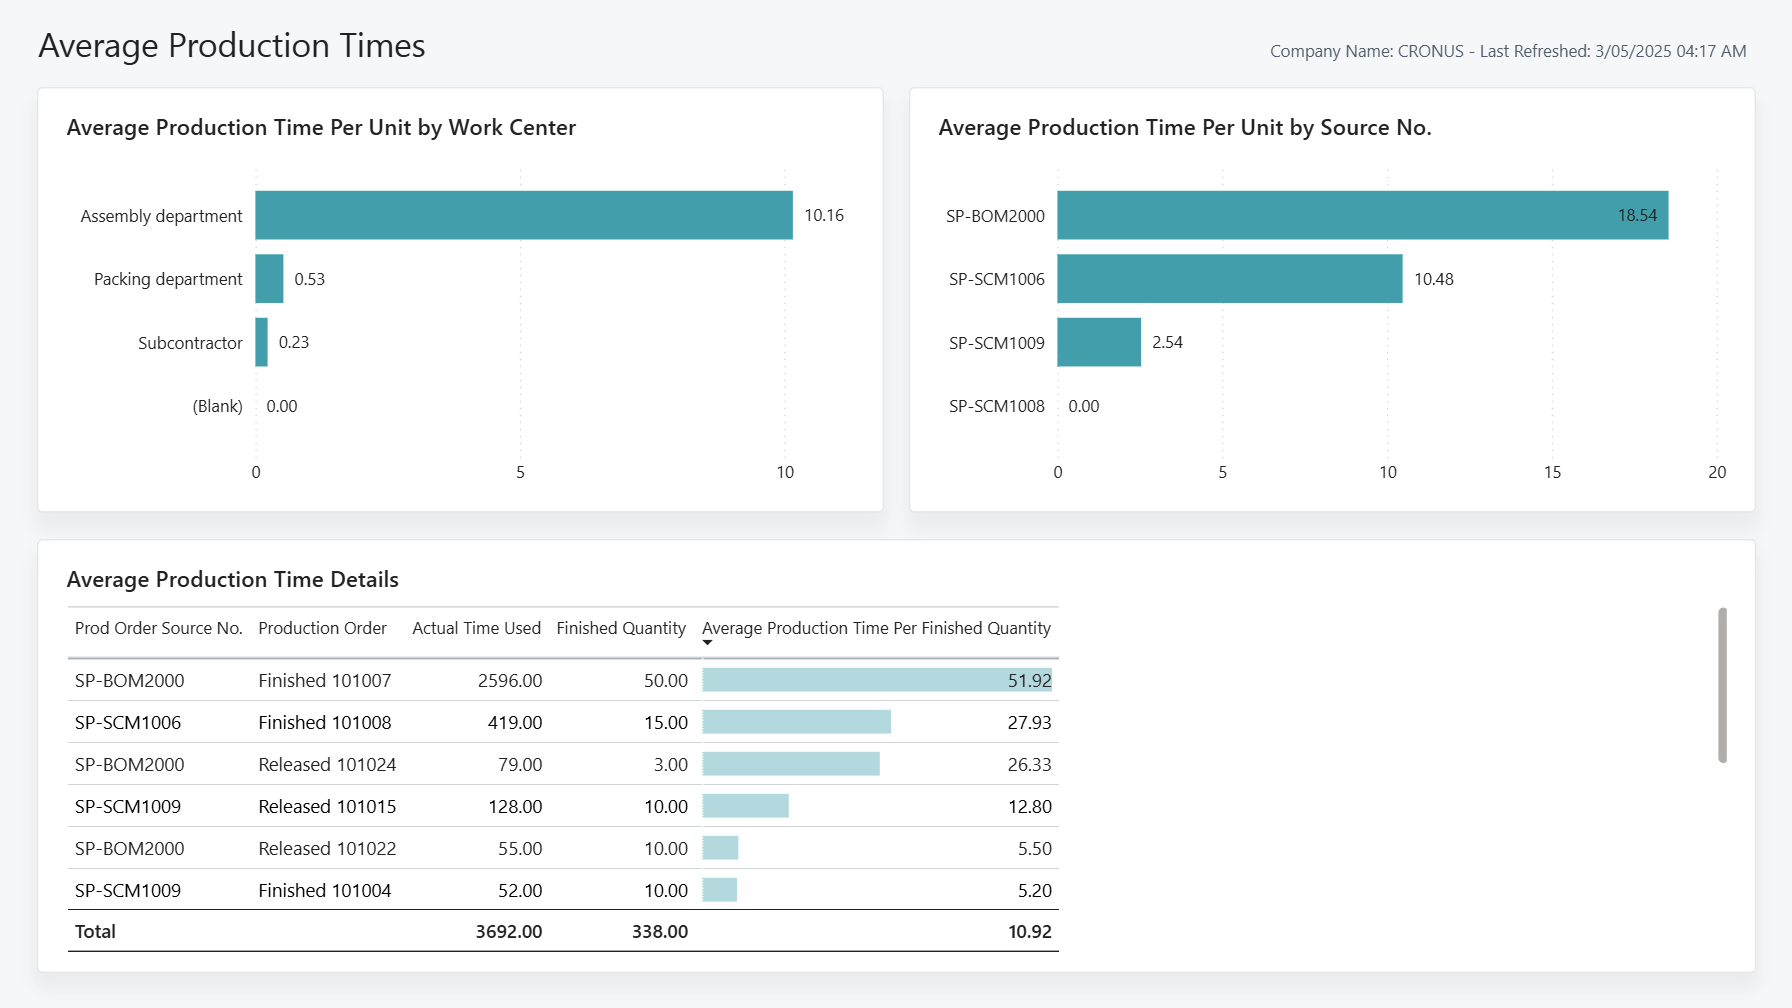 Average Production Times
Company Name: CRONUS - Last Refreshed: 3/05/2025 04:17 AM
Average Production Time Per Unit by Work Center
Assembly department 10.16
Packing department 0.53
Subcontractor 0.23
(Blank) 0.00
0 5 10
Average Production Time Per Unit by Source No.
SP-BOM2000 18.54
SP-SCM1006 10.48
SP-SCM1009 2.54
SP-SCM1008 0.00
0 5 10 15 20
Average Production Time Details
Prod Order Source No. Production Order Actual Time Used Finished Quantity Average Production Time Per Finished Quantity
SP-BOM2000 Finished 101007 2596.00 50.00 51.92
SP-SCM1006 Finished 101008 419.00 15.00 27.93
SP-BOM2000 Released 101024 79.00 3.00 26.33
SP-SCM1009 Released 101015 128.00 10.00 12.80
SP-BOM2000 Released 101022 55.00 10.00 5.50
SP-SCM1009 Finished 101004 52.00 10.00 5.20
Total 3692.00 338.00 10.92